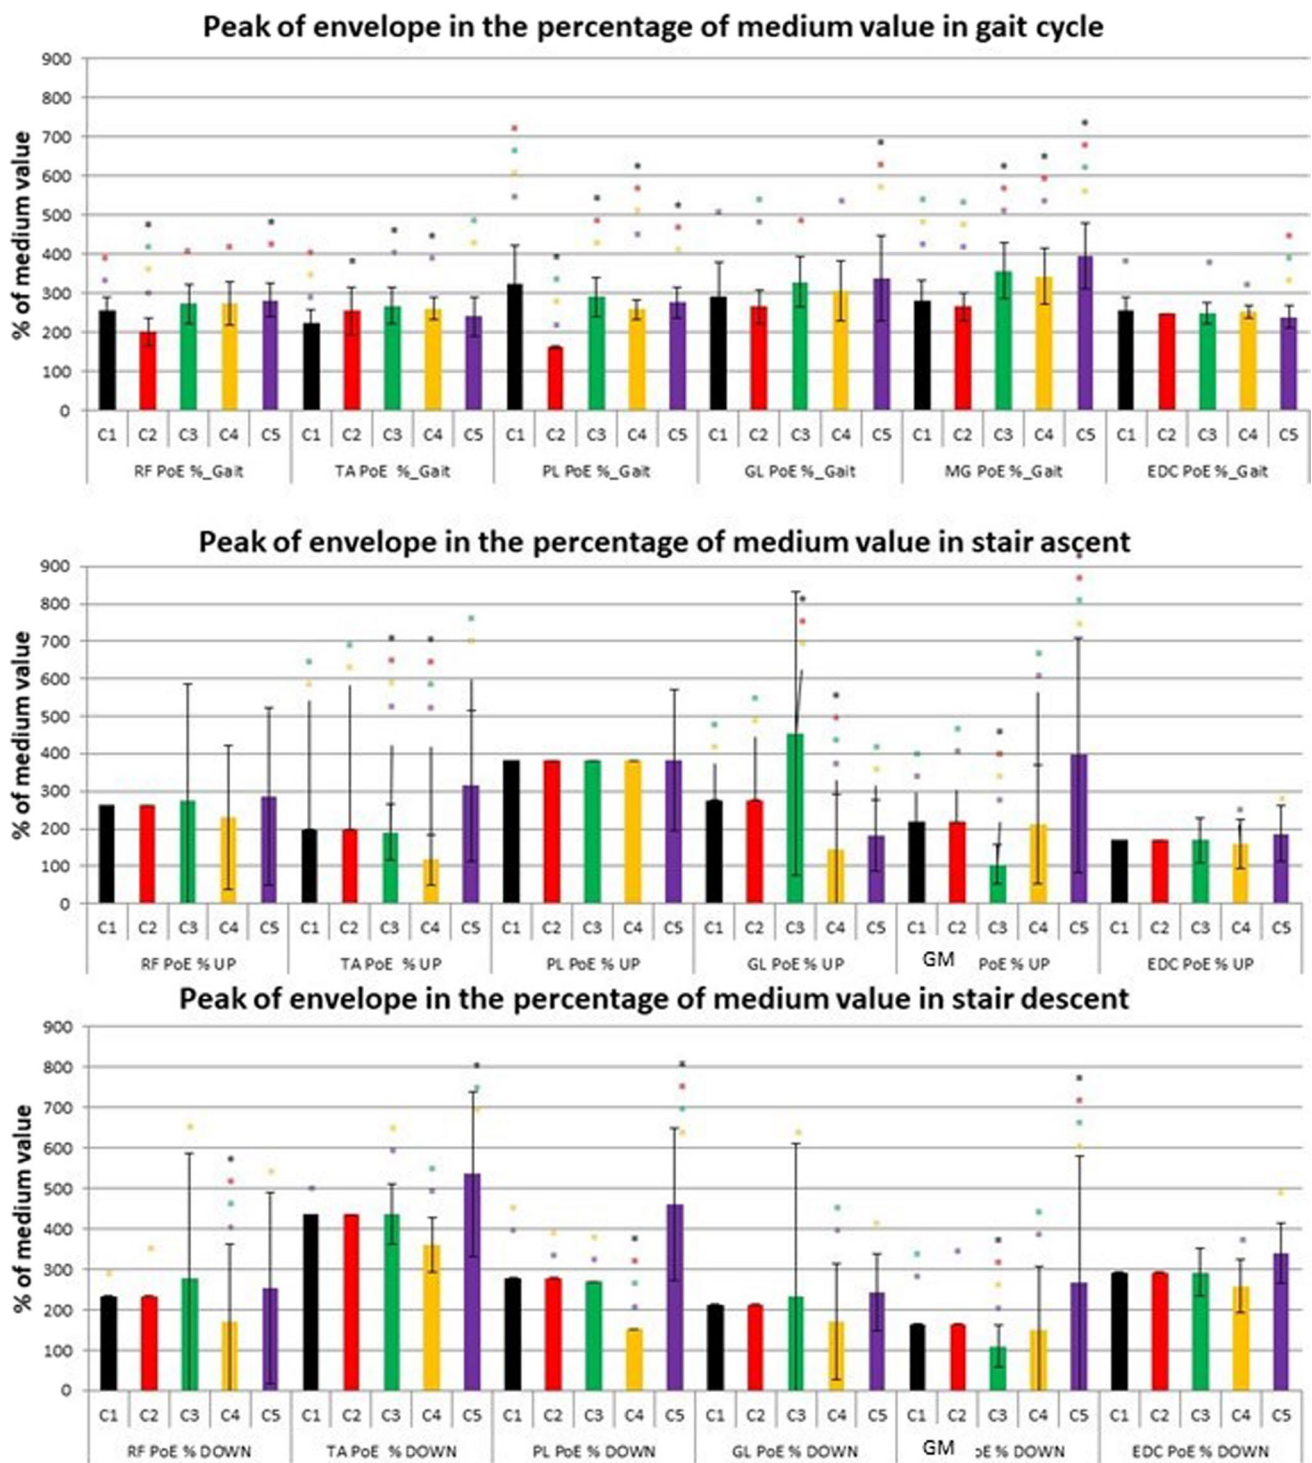 Peak of envelope in the percentage of medium value in gait cycle
% of medium value
900
800
700
600
500
400
300
200
100
0
C1 C2 C3 C4 C5 C1 C2 C3 C4 C5 C1 C2 C3 C4 C5 C1 C2 C3 C4 C5 C1 C2 C3 C4 C5 C1 C2 C3 C4 C5
RF PoE %_Gait TA PoE %_Gait PL PoE %_Gait GL PoE %_Gait MG PoE %_Gait EDC PoE %_Gait
Peak of envelope in the percentage of medium value in stair ascent
% of medium value
900
800
700
600
500
400
300
200
100
0
C1 C2 C3 C4 C5 C1 C2 C3 C4 C5 C1 C2 C3 C4 C5 C1 C2 C3 C4 C5 C1 C2 C3 C4 C5 C1 C2 C3 C4 C5
RF PoE % UP TA PoE % UP PL PoE % UP GL PoE % UP GM PoE % UP EDC PoE % UP
Peak of envelope in the percentage of medium value in stair descent
% of medium value
900
800
700
600
500
400
300
200
100
0
C1 C2 C3 C4 C5 C1 C2 C3 C4 C5 C1 C2 C3 C4 C5 C1 C2 C3 C4 C5 C1 C2 C3 C4 C5 C1 C2 C3 C4 C5
RF PoE % DOWN TA PoE % DOWN PL PoE % DOWN GL PoE % DOWN GM oE % DOWN EDC PoE % DOWN